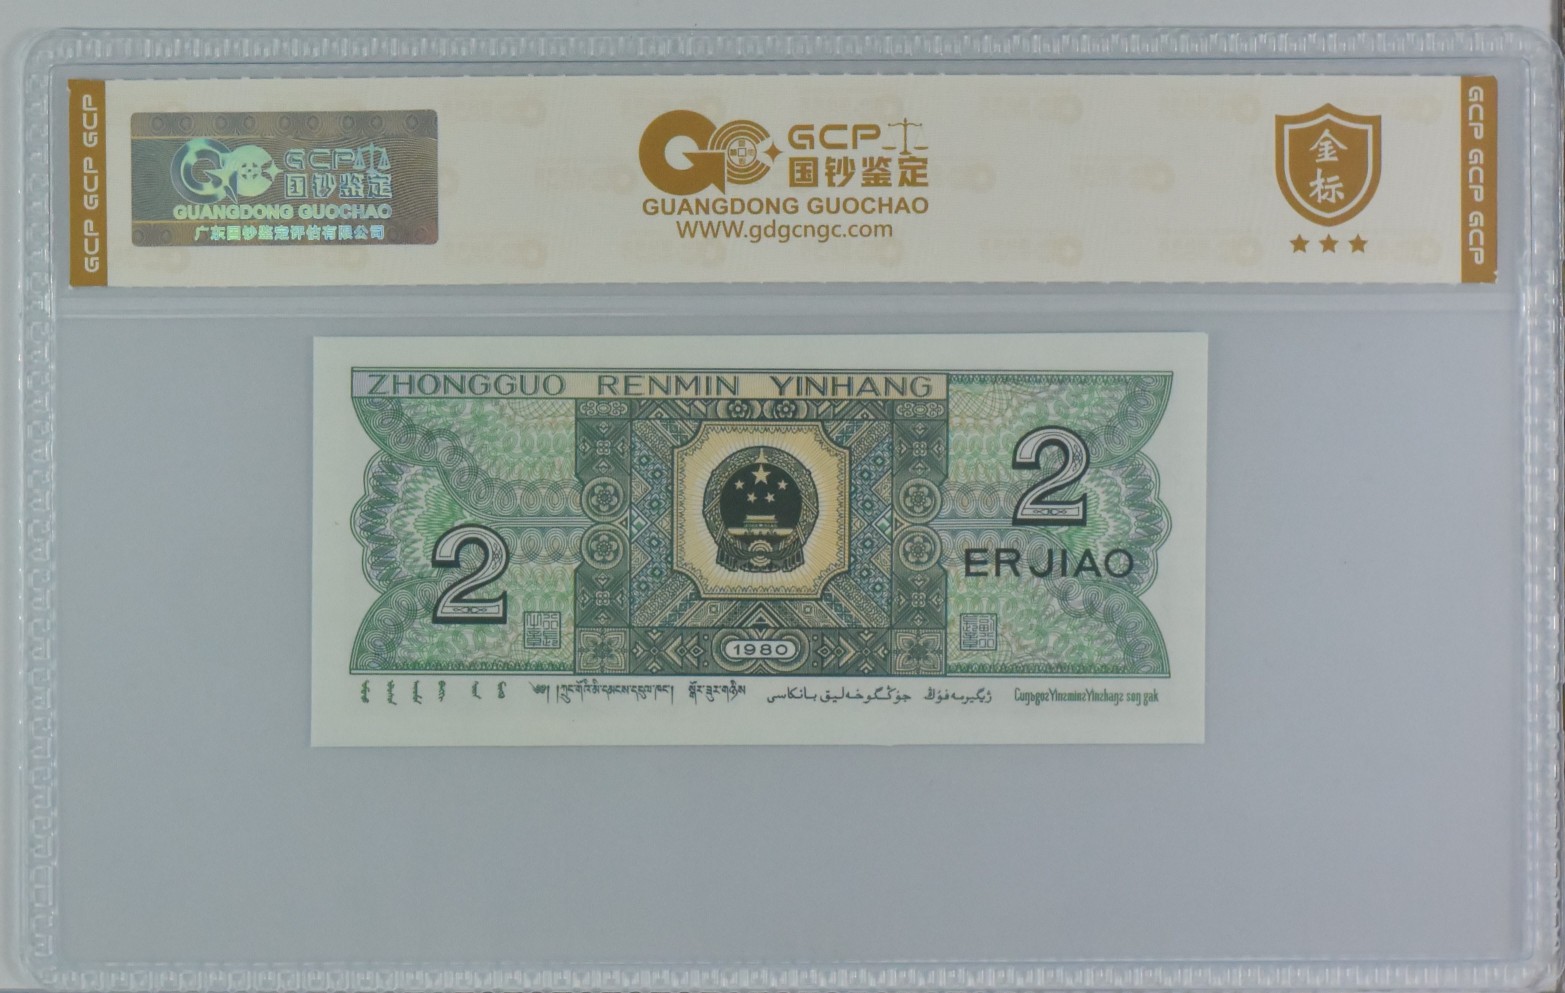 GCP GCP GCP
GCP
国钞鉴定
GUANGDONG GUOCHAO
广东国钞鉴定评估有限公司
GCP
国钞鉴定
GUANGDONG GUOCHAO
WWW.gdgcngc.com
金标
GCP GCP GCP
ZHONGGUO RENMIN YINHANG
2
2
ERJIAO
1980